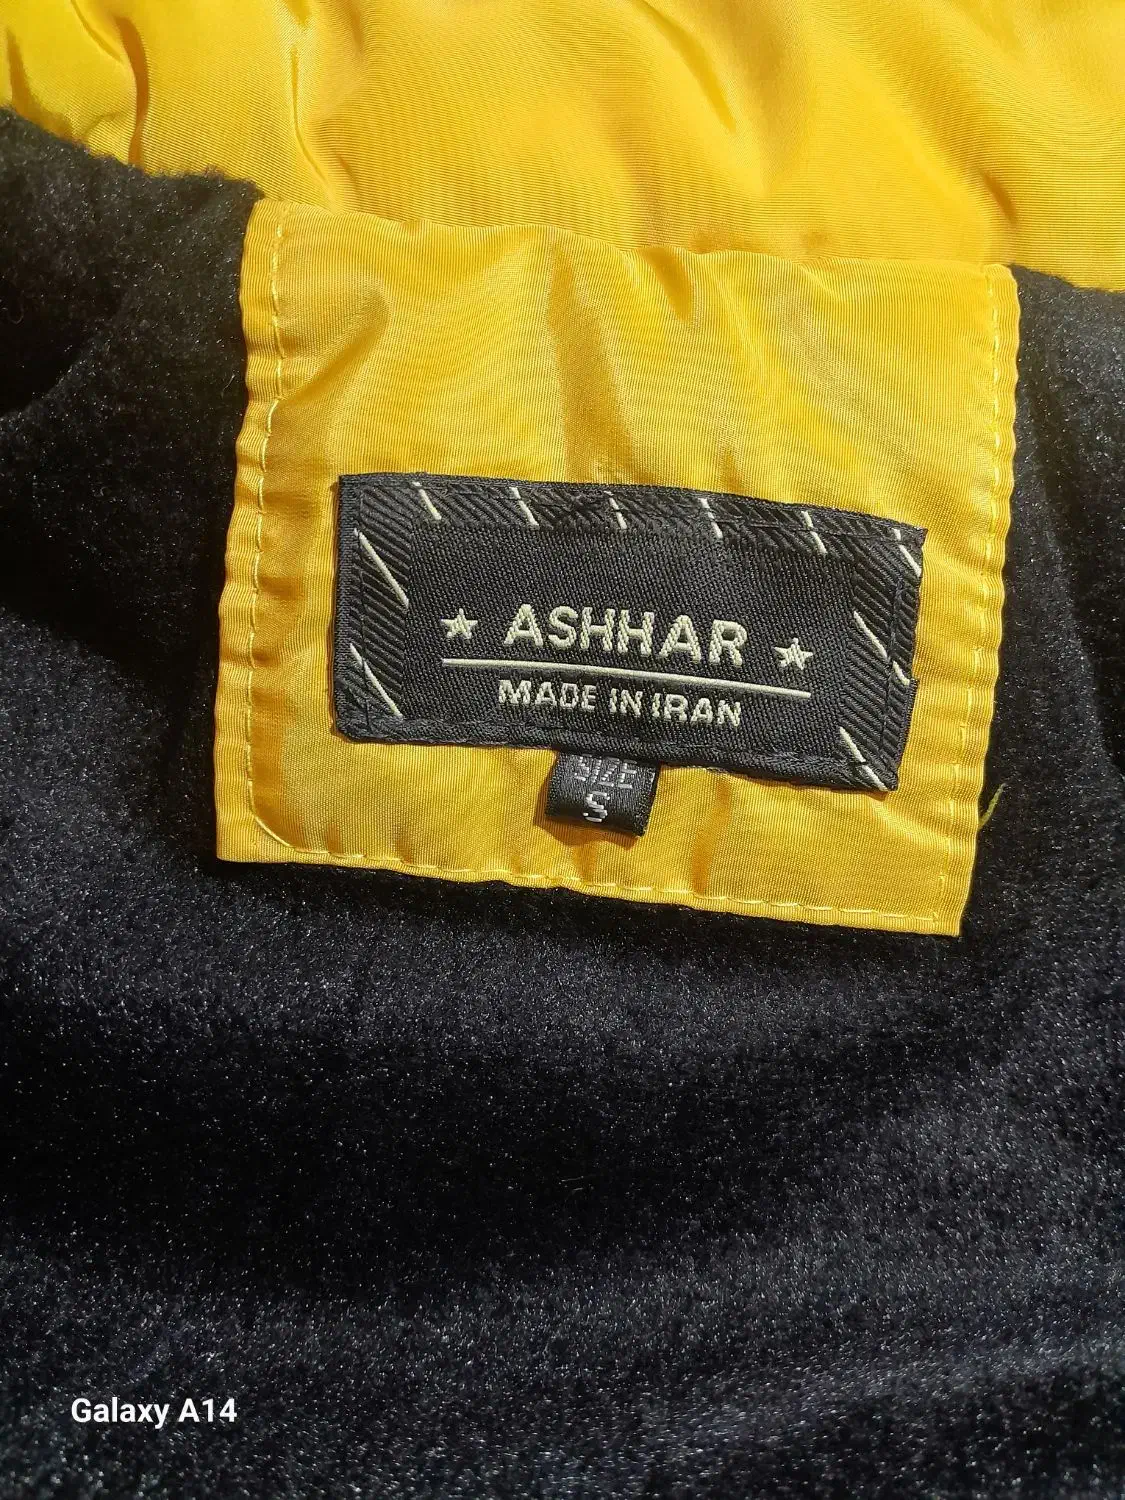 ★ ASHHAR ★
MADE IN IRAN
SIZE
S
Galaxy A14